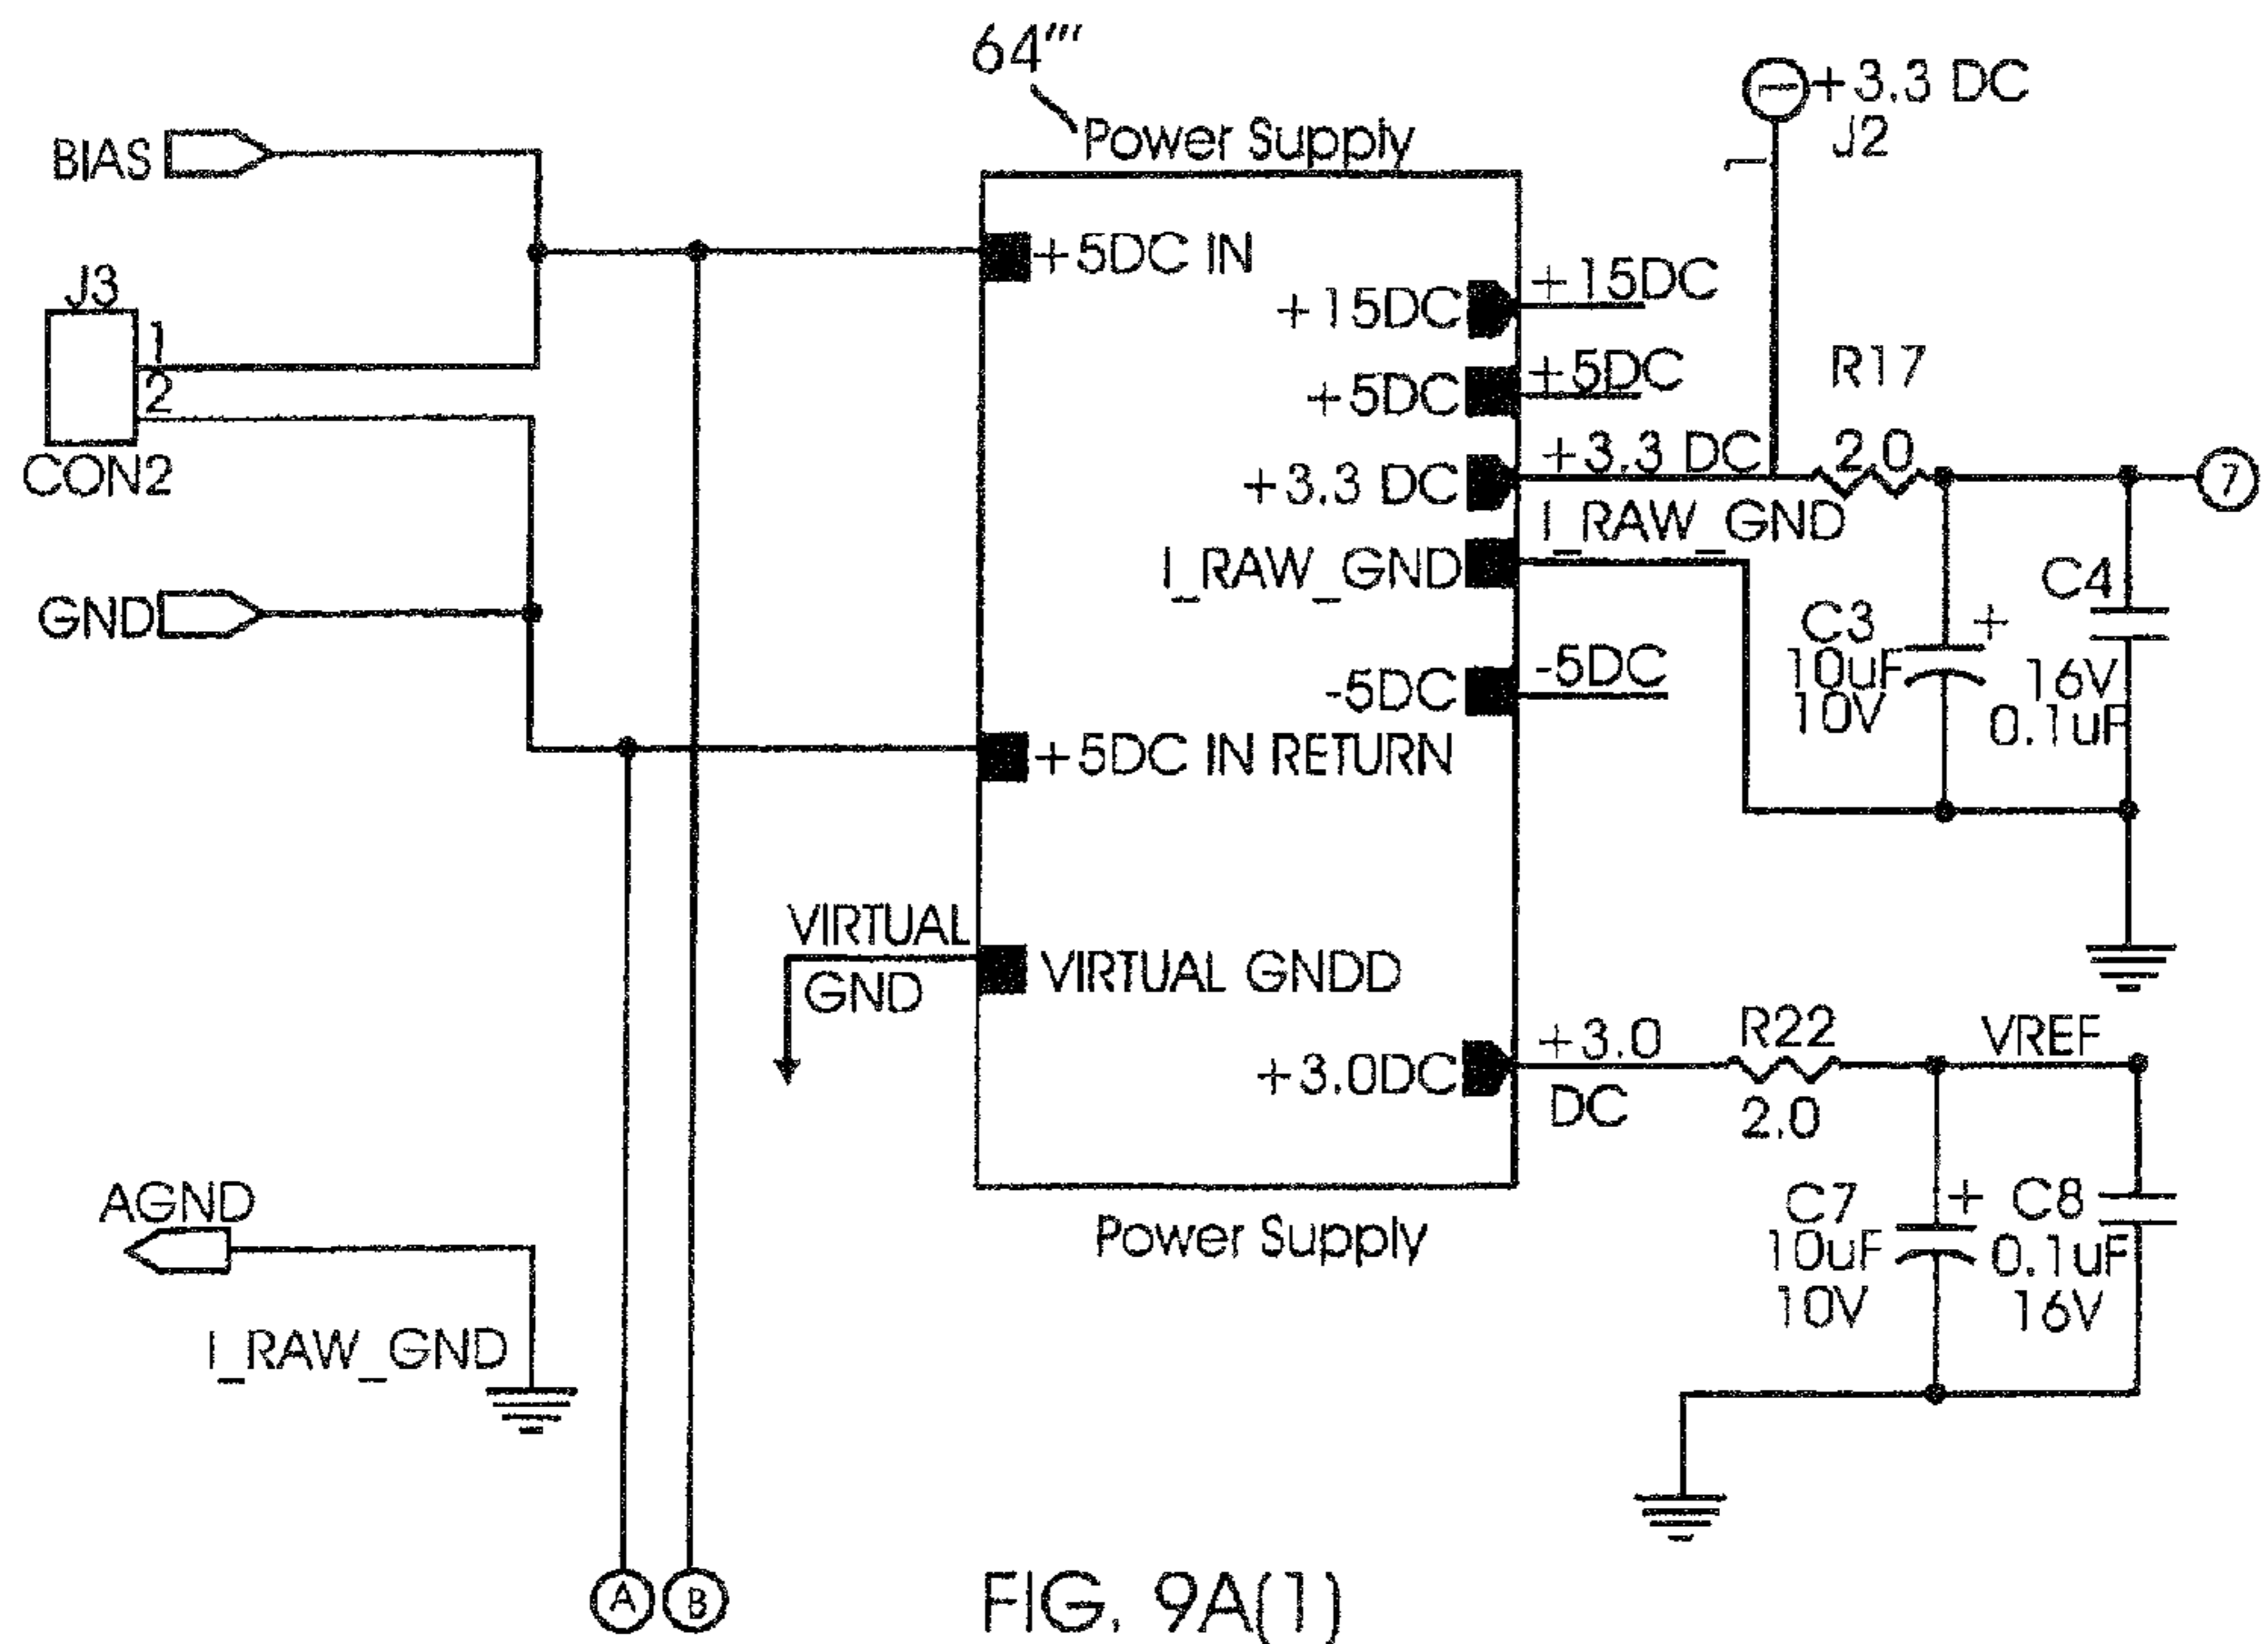 64'''
Power Supply
+3.3 DC
J2
1
BIAS
+5DC IN
J3
1
2
CON2
+15DC
+15DC
+5DC
+5DC
R17
2.0
+3.3 DC
+3.3 DC
7
I_RAW_GND
I_RAW_GND
GND
C3
10uF
10V
+
C4
16V
0.1uF
-5DC
-5DC
+5DC IN RETURN
VIRTUAL
GND
VIRTUAL GNDD
+3.0DC
+3.0
DC
R22
2.0
VREF
AGND
I_RAW_GND
Power Supply
C7
10uF
10V
+
C8
0.1uF
16V
A
B
FIG. 9A(1)